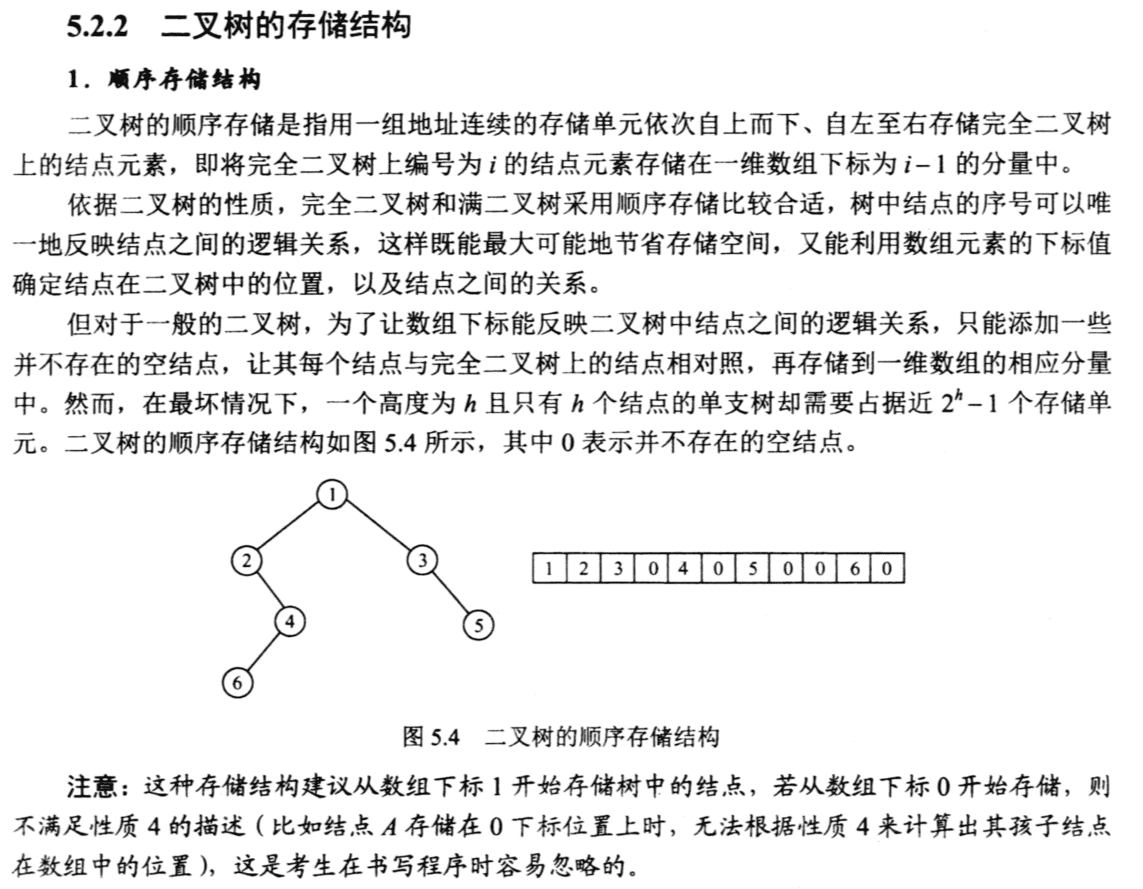 5.2.2 二叉树的存储结构
1. 顺序存储结构
二叉树的顺序存储是指用一组地址连续的存储单元依次自上而下、自左至右存储完全二叉树
上的结点元素，即将完全二叉树上编号为 i 的结点元素存储在一维数组下标为 i – 1 的分量中。
依据二叉树的性质，完全二叉树和满二叉树采用顺序存储比较合适，树中结点的序号可以唯
一地反映结点之间的逻辑关系，这样既能最大可能地节省存储空间，又能利用数组元素的下标值
确定结点在二叉树中的位置，以及结点之间的关系。
但对于一般的二叉树，为了让数组下标能反映二叉树中结点之间的逻辑关系，只能添加一些
并不存在的空结点，让其每个结点与完全二叉树上的结点相对照，再存储到一维数组的相应分量
中。然而，在最坏情况下，一个高度为 h 且只有 h 个结点的单支树却需要占据近 2^h – 1 个存储单
元。二叉树的顺序存储结构如图 5.4 所示，其中 0 表示并不存在的空结点。
1
2 3
4 5
6
1 2 3 0 4 0 5 0 0 6 0
图 5.4 二叉树的顺序存储结构
注意：这种存储结构建议从数组下标 1 开始存储树中的结点，若从数组下标 0 开始存储，则
不满足性质 4 的描述（比如结点 A 存储在 0 下标位置上时，无法根据性质 4 来计算出其孩子结点
在数组中的位置），这是考生在书写程序时容易忽略的。